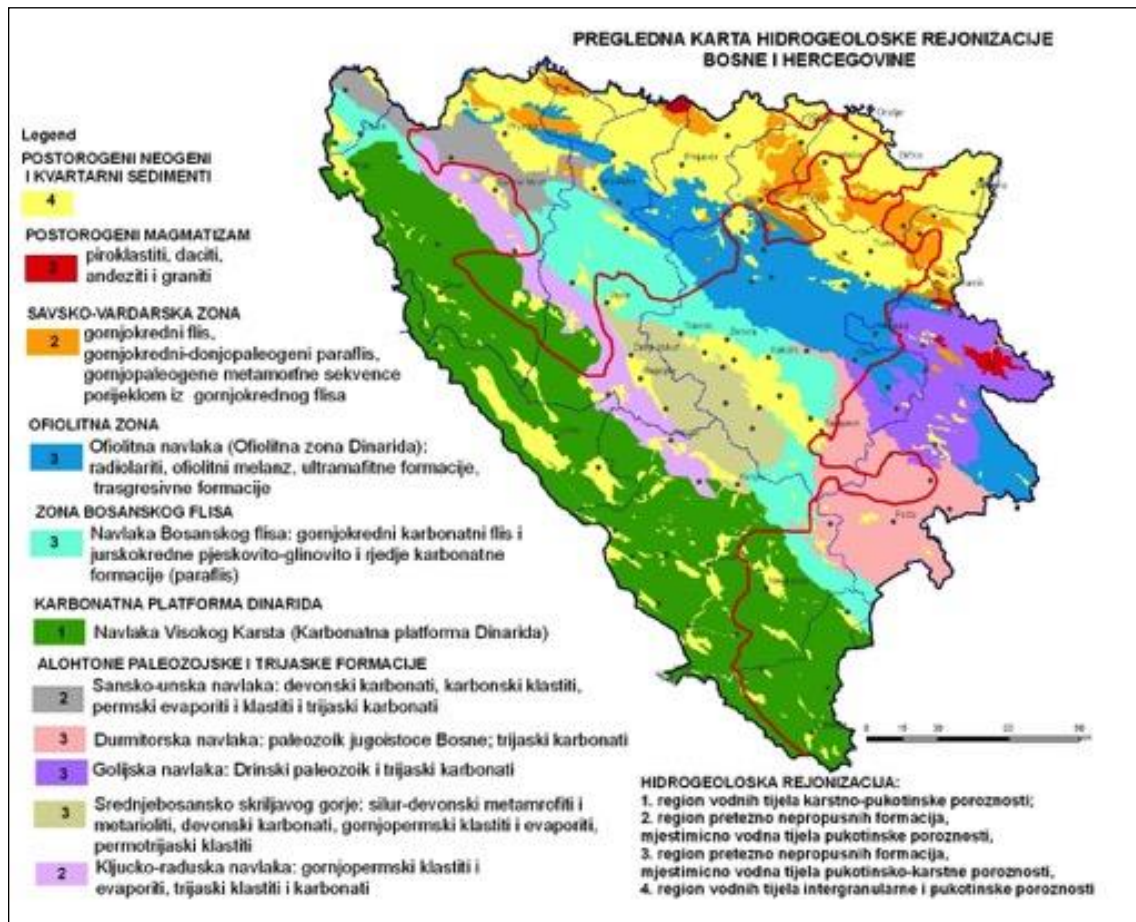 PREGLEDNA KARTA HIDROGEOLOSKE REJONIZACIJE
BOSNE I HERCEGOVINE
Legend
POSTOROGENI NEOGENI
I KVARTARNI SEDIMENTI
4
POSTOROGENI MAGMATIZAM
piroklastiti, daciti,
andeziti i graniti
SAVSKO-VARDARSKA ZONA
2
gornjokredni flis,
gornjokredni-donjopaleogeni paraflis,
gornjopaleogene metamorfne sekvence
porijeklom iz gornjokrednog flisa
OFIOLITNA ZONA
3
Ofiolitna navlaka (Ofiolitna zona Dinarida):
radiolariti, ofiolitni melanz, ultramafitne formacije,
trasgresivne formacije
ZONA BOSANSKOG FLISA
3
Navlaka Bosanskog flisa: gornjokredni karbonatni flis i
jurskokredne pjeskovito-glinovito i rjedje karbonatne
formacije (paraflis)
KARBONATNA PLATFORMA DINARIDA
1
Navlaka Visokog Karsta (Karbonatna platforma Dinarida)
ALOHTONE PALEOZOJSKE I TRIJASKE FORMACIJE
2
Sansko-unska navlaka: devonski karbonati, karbonski klastiti,
permski evaporiti i klastiti i trijaski karbonati
3
Durmitorska navlaka: paleozoik jugoistoce Bosne; trijaski karbonati
3
Golijska navlaka: Drinski paleozoik i trijaski karbonati
3
Srednjebosansko skriljavog gorje: silur-devonski metamrofiti i
metarioliti, devonski karbonati, gornjopermski klastiti i evaporiti,
permotrijaski klastiti
2
Kljucko-raduska navlaka: gornjopermski klastiti i
evaporiti, trijaski klastiti i karbonati
HIDROGEOLOSKA REJONIZACIJA:
1. region vodnih tijela karstno-pukotinske poroznosti;
2. region pretezno nepropusnih formacija,
mjestimicno vodna tijela pukotinske poroznosti,
3. region pretezno nepropusnih formacija,
mjestimicno vodna tijela pukotinsko-karstne poroznosti,
4. region vodnih tijela intergranularne i pukotinske poroznosti